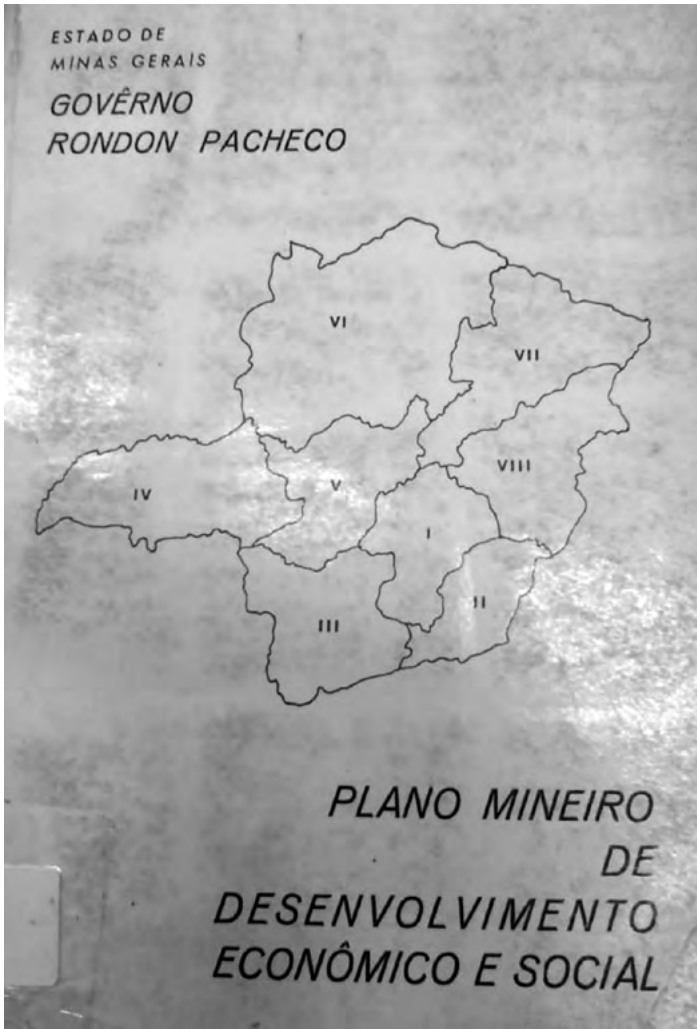 ESTADO DE
MINAS GERAIS
GOVÊRNO
RONDON PACHECO
VI
VII
VIII
IV
V
I
II
III
PLANO MINEIRO
DE
DESENVOLVIMENTO
ECONÔMICO E SOCIAL